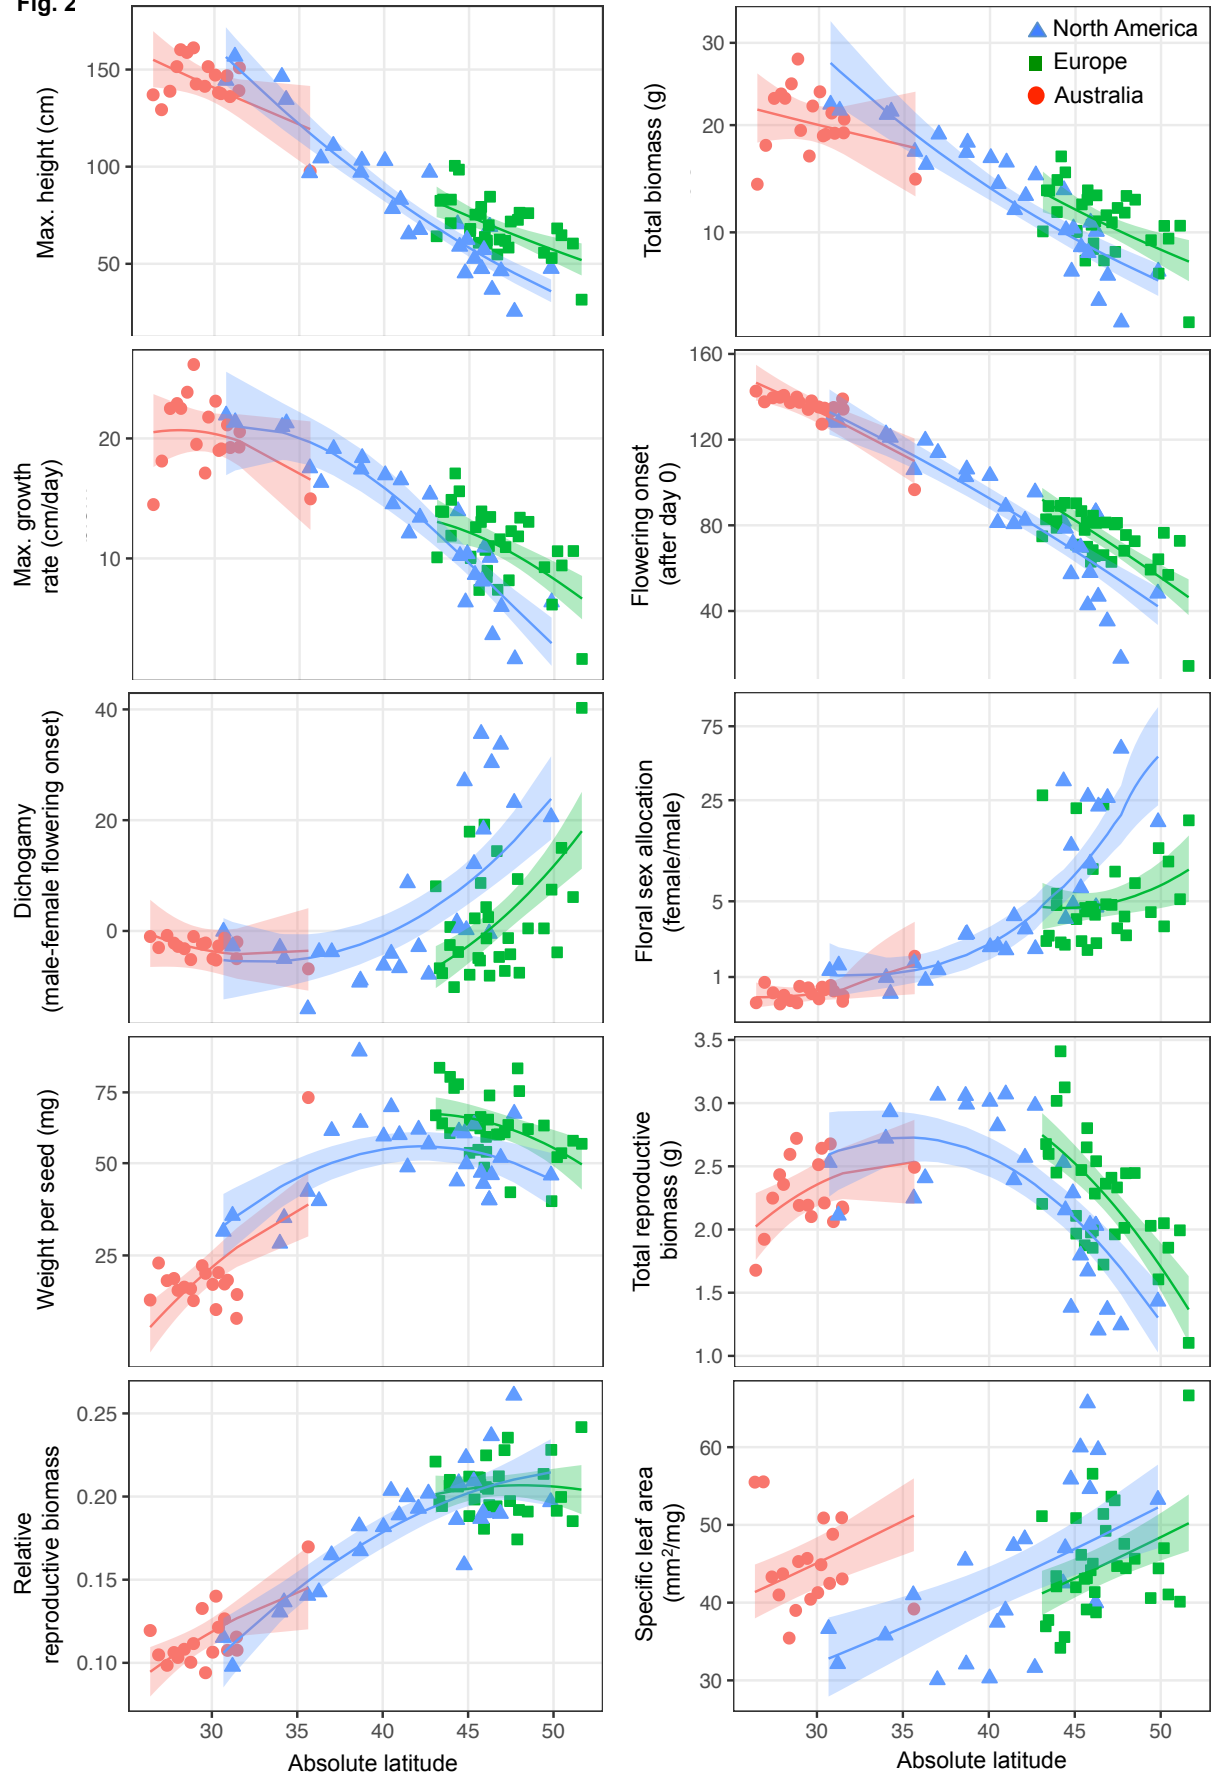 Fig. 2
150
100
50
Max. height (cm)
30
20
10
Total biomass (g)
North America
Europe
Australia
20
10
Max. growth
rate (cm/day)
160
120
80
40
Flowering onset
(after day 0)
40
20
0
Dichogamy
(male-female flowering onset)
75
25
5
1
Floral sex allocation
(female/male)
75
50
25
Weight per seed (mg)
3.5
3.0
2.5
2.0
1.5
1.0
Total reproductive
biomass (g)
0.25
0.20
0.15
0.10
Relative
reproductive biomass
30 35 40 45 50
Absolute latitude
60
50
40
30
Specific leaf area
(mm²/mg)
30 35 40 45 50
Absolute latitude